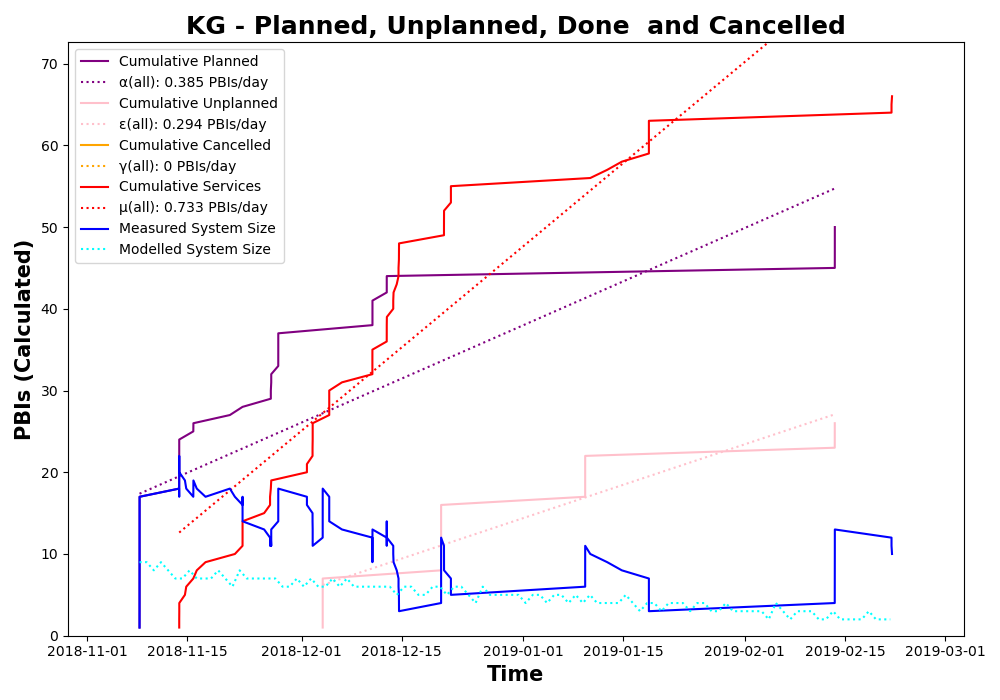 KG - Planned, Unplanned, Done  and Cancelled
Cumulative Planned
α(all): 0.385 PBIs/day
Cumulative Unplanned
ε(all): 0.294 PBIs/day
Cumulative Cancelled
γ(all): 0 PBIs/day
Cumulative Services
μ(all): 0.733 PBIs/day
Measured System Size
Modelled System Size
PBIs (Calculated)
70
60
50
40
30
20
10
0
2018-11-01 2018-11-15 2018-12-01 2018-12-15 2019-01-01 2019-01-15 2019-02-01 2019-02-15 2019-03-01
Time